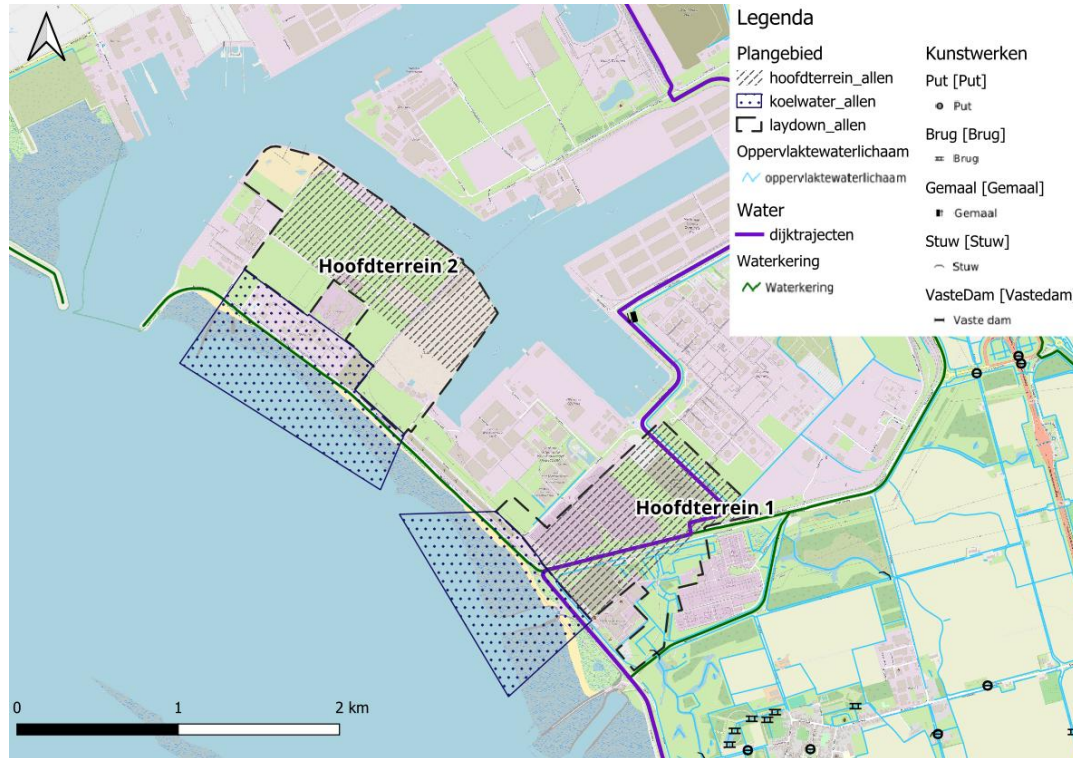 Legenda
Plangebied
hoofdterrein_allen
koelwater_allen
laydown_allen
Oppervlaktewaterlichaam
oppervlaktewaterlichaam
Water
dijktrajecten
Waterkering
Waterkering
Kunstwerken
Put [Put]
Put
Brug [Brug]
Brug
Gemaal [Gemaal]
Gemaal
Stuw [Stuw]
Stuw
VasteDam [Vastedam]
Vaste dam
Hoofdterrein 2
Hoofdterrein 1
0 1 2 km